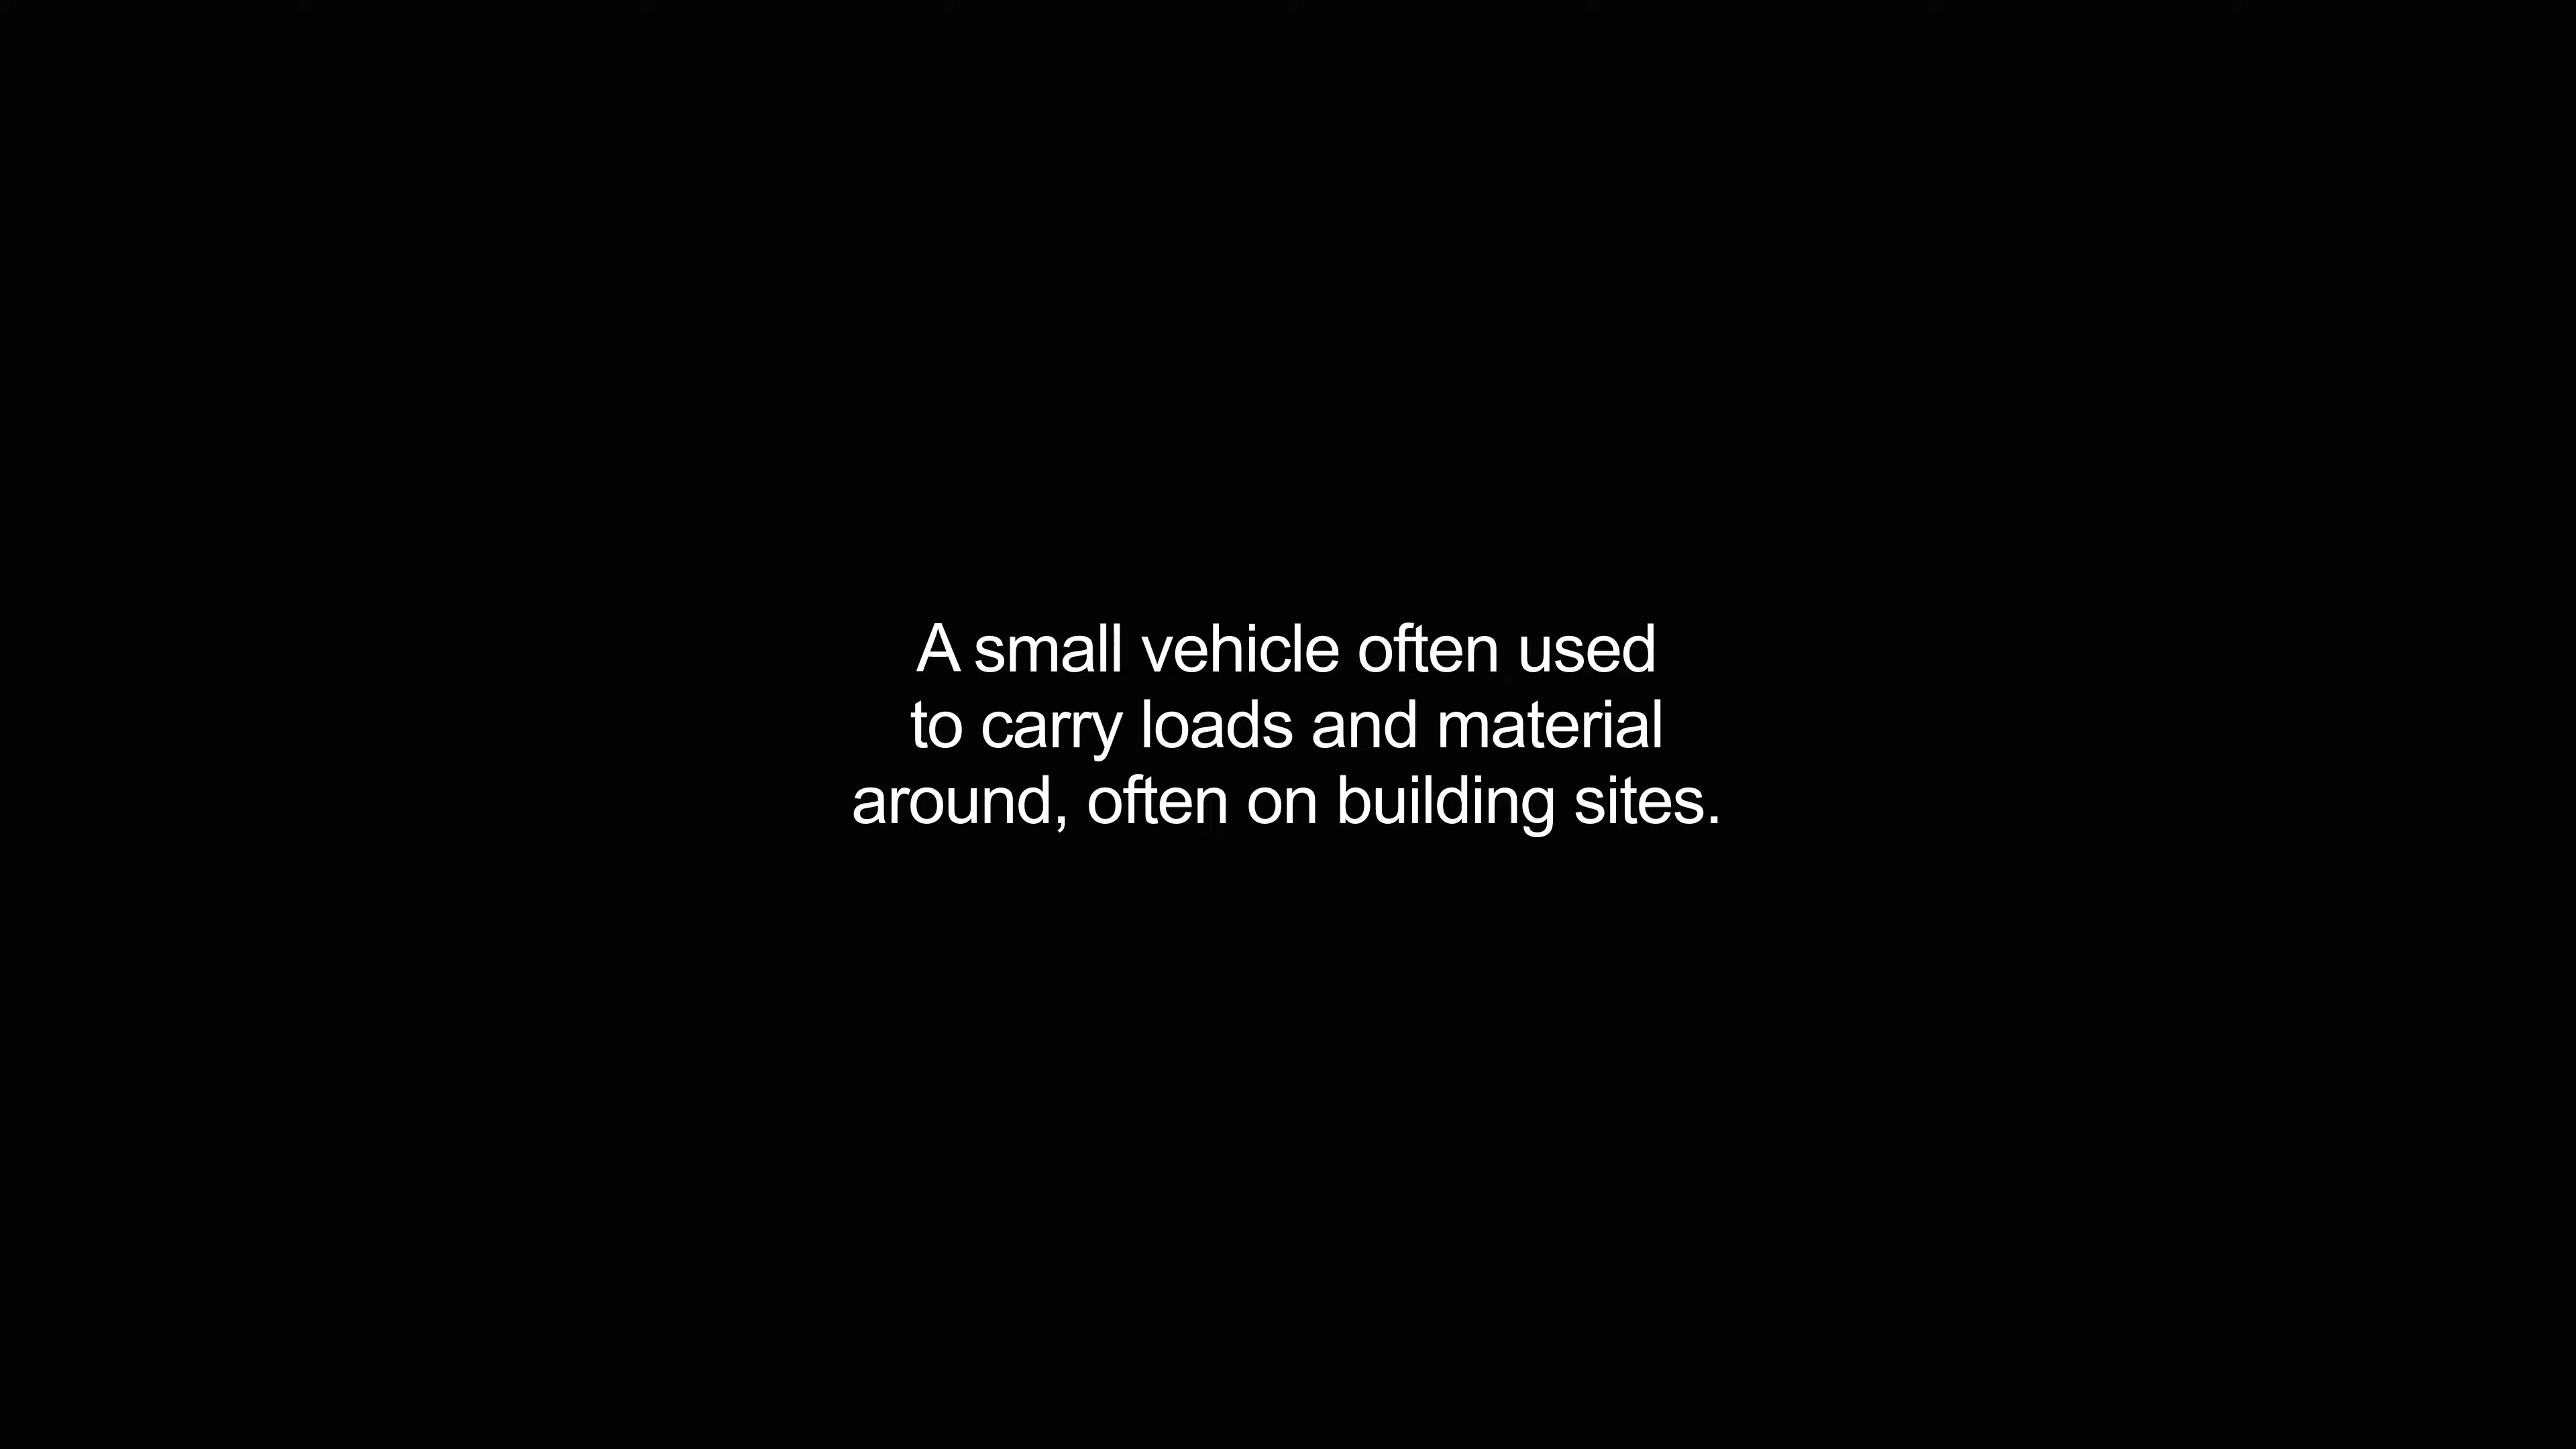 A small vehicle often used
to carry loads and material
around, often on building sites.